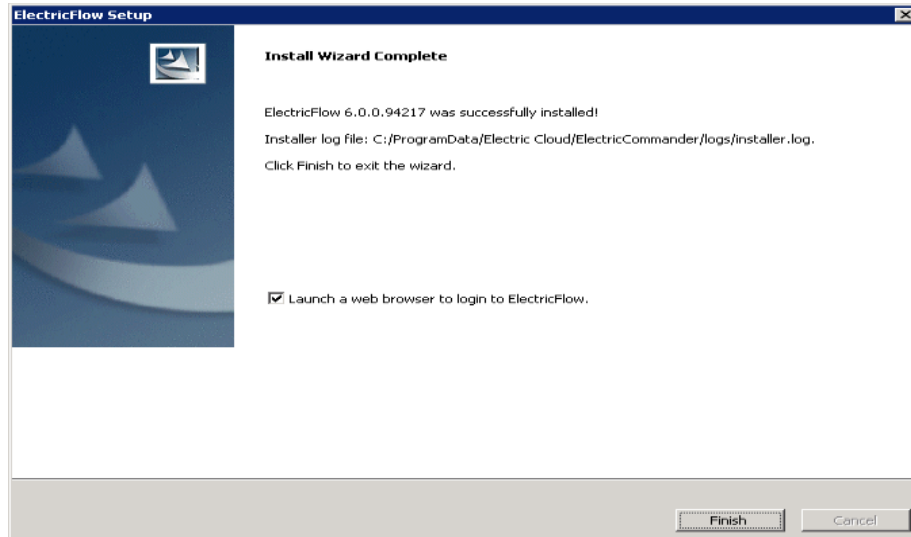 ElectricFlow Setup
Install Wizard Complete
ElectricFlow 6.0.0.94217 was successfully installed!
Installer log file: C:/ProgramData/Electric Cloud/ElectricCommander/logs/installer.log.
Click Finish to exit the wizard.
Launch a web browser to login to ElectricFlow.
Finish
Cancel